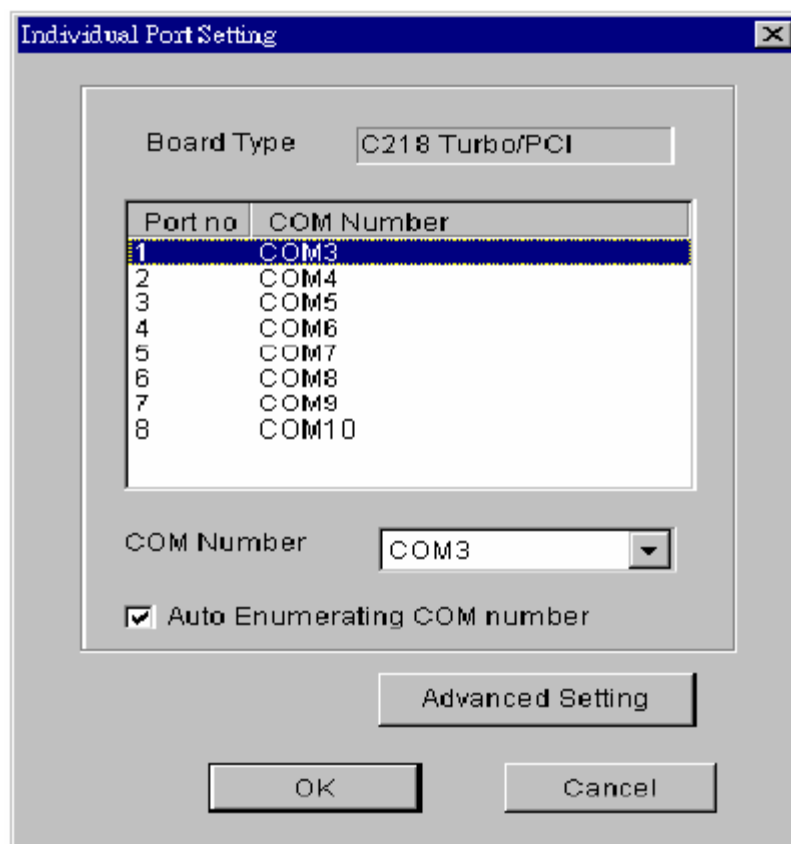 Individual Port Setting
Board Type C218 Turbo/PCI
Port no COM Number
1 COM3
2 COM4
3 COM5
4 COM6
5 COM7
6 COM8
7 COM9
8 COM10
COM Number COM3
Auto Enumerating COM number
Advanced Setting
OK Cancel